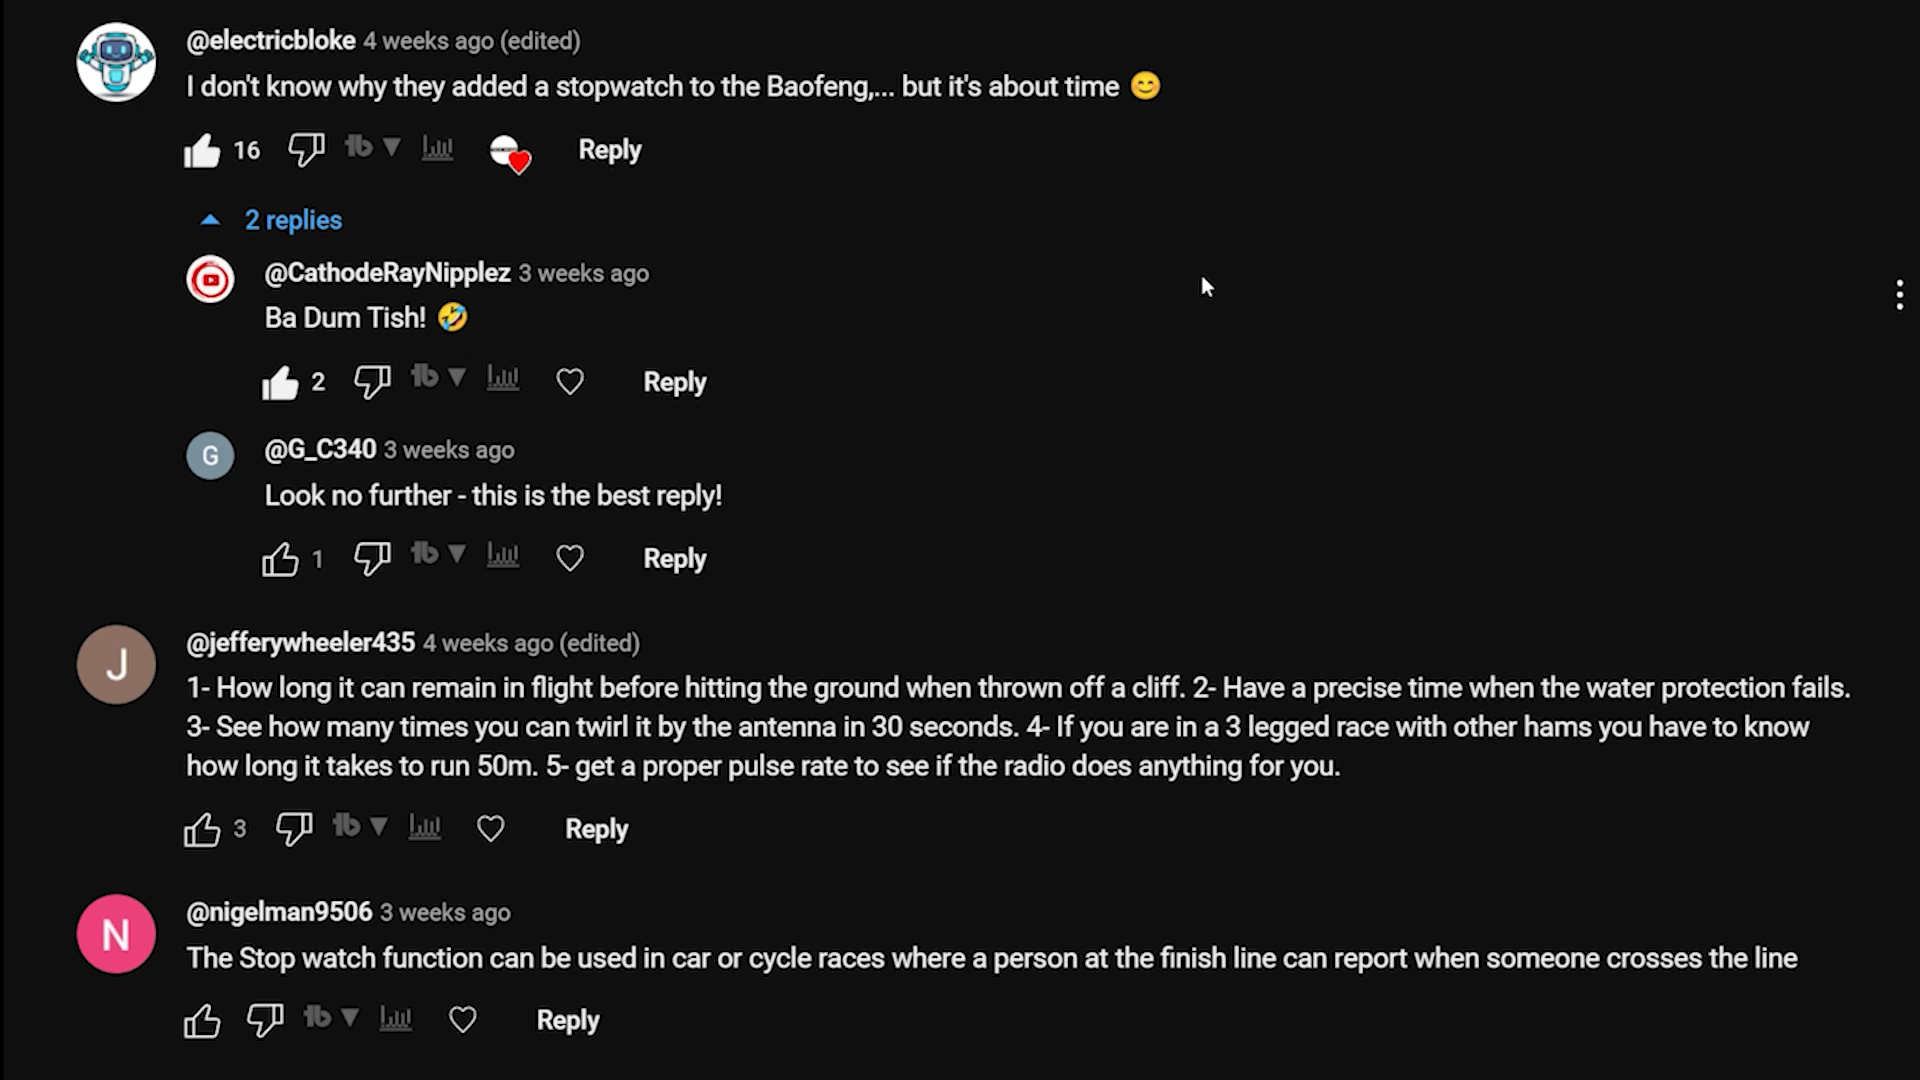 @electricbloke 4 weeks ago (edited)
I don't know why they added a stopwatch to the Baofeng,... but it's about time 😊
16 tb Reply
2 replies
@CathodeRayNipplez 3 weeks ago
Ba Dum Tish! 🤣
2 tb Reply
G
@G_C340 3 weeks ago
Look no further - this is the best reply!
1 tb Reply
J
@jefferywheeler435 4 weeks ago (edited)
1- How long it can remain in flight before hitting the ground when thrown off a cliff. 2- Have a precise time when the water protection fails.
3- See how many times you can twirl it by the antenna in 30 seconds. 4- If you are in a 3 legged race with other hams you have to know
how long it takes to run 50m. 5- get a proper pulse rate to see if the radio does anything for you.
3 tb Reply
N
@nigelman9506 3 weeks ago
The Stop watch function can be used in car or cycle races where a person at the finish line can report when someone crosses the line
tb Reply